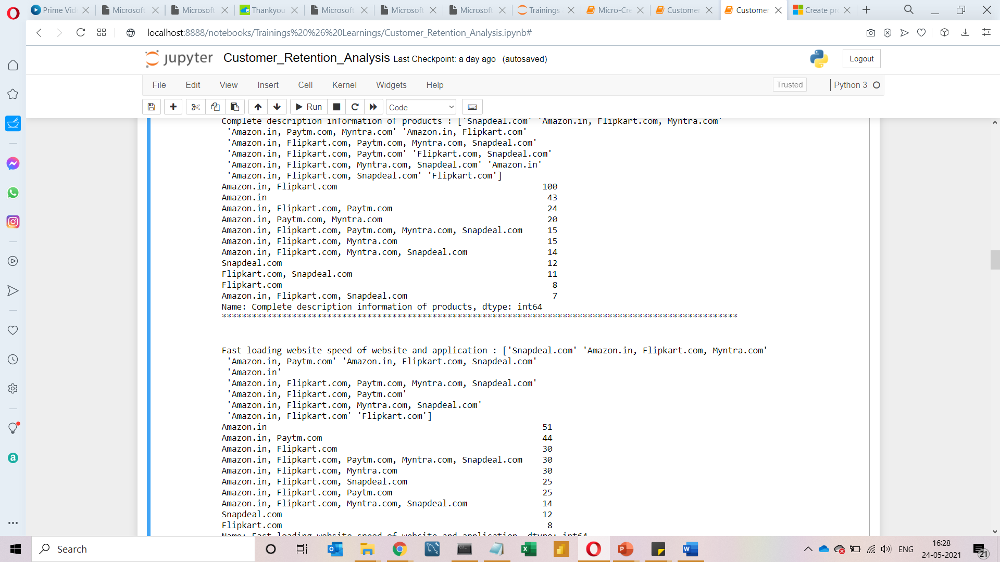 Prime Vid
Microsoft
Microsoft
Thankyou
Microsoft
Microsoft
Microsoft
Trainings
Micro-Cre
Customer
Customer
Create pr
localhost:8888/notebooks/Trainings%20%26%20Learnings/Customer_Retention_Analysis.ipynb#
jupyter Customer_Retention_Analysis Last Checkpoint: a day ago (autosaved)
Logout
File Edit View Insert Cell Kernel Widgets Help
Trusted
Python 3
Run
Code
Complete description information of products : ['Snapdeal.com' 'Amazon.in, Flipkart.com, Myntra.com'
'Amazon.in, Paytm.com, Myntra.com' 'Amazon.in, Flipkart.com'
'Amazon.in, Flipkart.com, Paytm.com, Myntra.com, Snapdeal.com'
'Amazon.in, Flipkart.com, Paytm.com' 'Flipkart.com, Snapdeal.com'
'Amazon.in, Flipkart.com, Myntra.com, Snapdeal.com' 'Amazon.in'
'Amazon.in, Flipkart.com, Snapdeal.com' 'Flipkart.com']
Amazon.in, Flipkart.com 100
Amazon.in 43
Amazon.in, Flipkart.com, Paytm.com 24
Amazon.in, Paytm.com, Myntra.com 20
Amazon.in, Flipkart.com, Paytm.com, Myntra.com, Snapdeal.com 15
Amazon.in, Flipkart.com, Myntra.com 15
Amazon.in, Flipkart.com, Myntra.com, Snapdeal.com 14
Snapdeal.com 12
Flipkart.com, Snapdeal.com 11
Flipkart.com 8
Amazon.in, Flipkart.com, Snapdeal.com 7
Name: Complete description information of products, dtype: int64
*******************************************************************************************************
Fast loading website speed of website and application : ['Snapdeal.com' 'Amazon.in, Flipkart.com, Myntra.com'
'Amazon.in, Paytm.com' 'Amazon.in, Flipkart.com, Snapdeal.com'
'Amazon.in'
'Amazon.in, Flipkart.com, Paytm.com, Myntra.com, Snapdeal.com'
'Amazon.in, Flipkart.com, Paytm.com'
'Amazon.in, Flipkart.com, Myntra.com, Snapdeal.com'
'Amazon.in, Flipkart.com' 'Flipkart.com']
Amazon.in 51
Amazon.in, Paytm.com 44
Amazon.in, Flipkart.com 30
Amazon.in, Flipkart.com, Paytm.com, Myntra.com, Snapdeal.com 30
Amazon.in, Flipkart.com, Myntra.com 30
Amazon.in, Flipkart.com, Snapdeal.com 25
Amazon.in, Flipkart.com, Paytm.com 25
Amazon.in, Flipkart.com, Myntra.com, Snapdeal.com 14
Snapdeal.com 12
Flipkart.com 8
Name: Fast loading website speed of website and application, dtype: int64
Search
ENG
16:28
24-05-2021
21